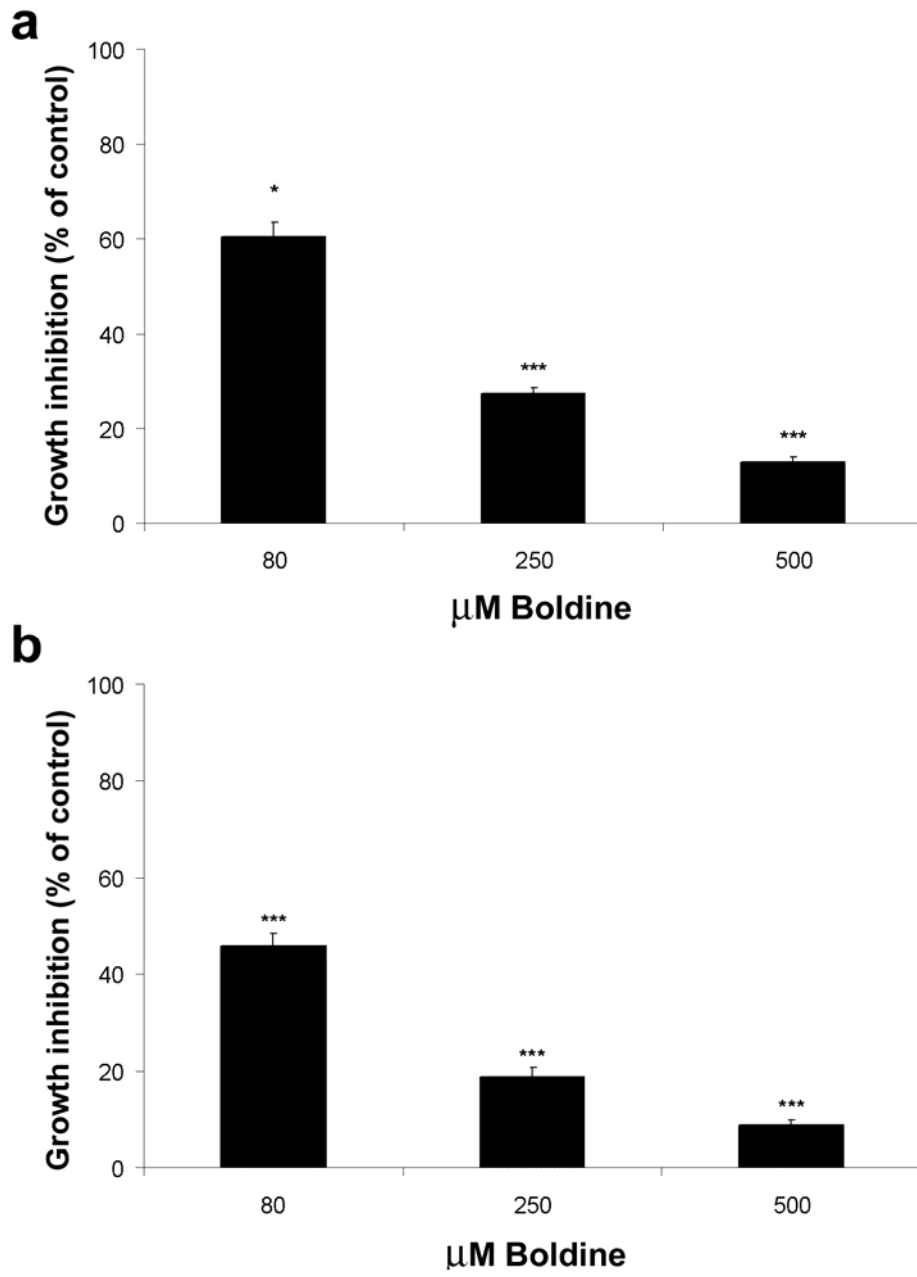 a
Growth inhibition (% of control)
100
80
60
40
20
0
*
***
***
80 250 500
μM Boldine
b
Growth inhibition (% of control)
100
80
60
40
20
0
***
***
***
80 250 500
μM Boldine